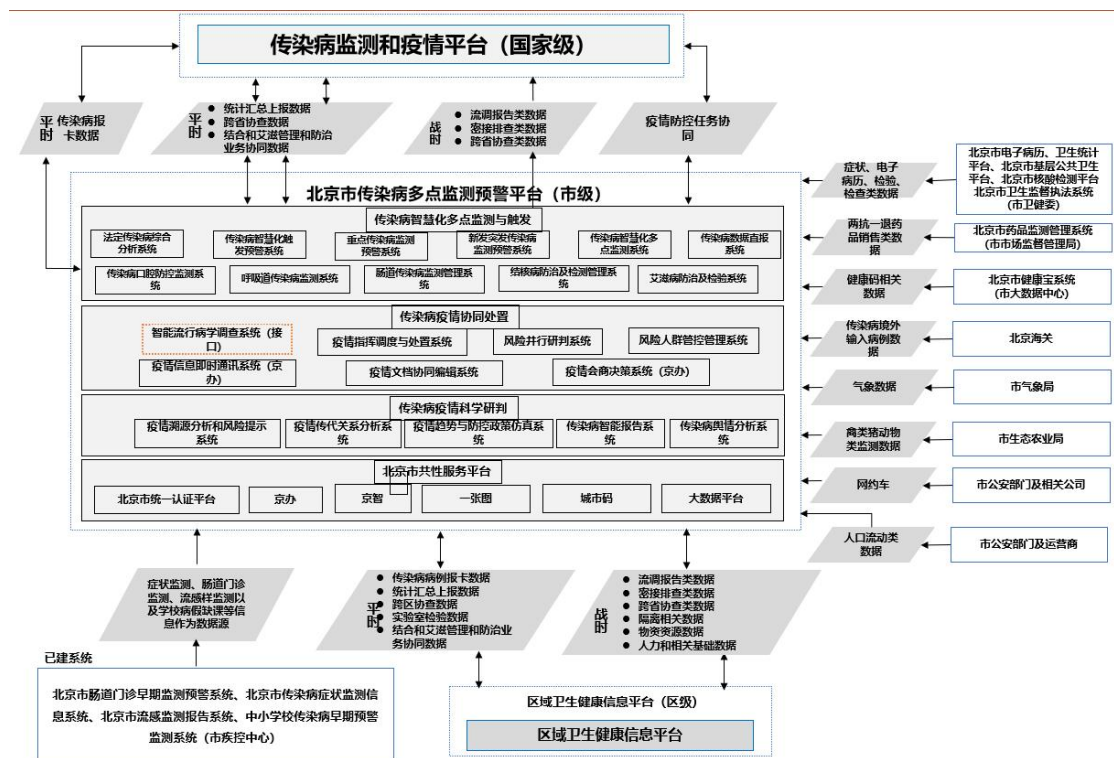 传染病监测和疫情平台（国家级）
平时
传染病报
卡数据
平时
● 统计汇总上报数据
● 跨省协查
● 结合和艾滋管理和防治
业务协同数据
战时
● 流调报告类数据
● 密接排查类数据
● 跨省协查类数据
疫情防控任务协
同
北京市传染病多点监测预警平台（市级）
传染病智慧化多点监测与触发
法定传染病综合
分析系统
传染病智慧化触
发预警系统
重点传染病监测
预警系统
新发突发传染病
监测预警系统
传染病智慧化多
点监测系统
传染病数据直报系
统
传染病口腔防控监测系
统
呼吸道传染病监测系统
肠道传染病监测管理系
统
结核病防治及检测管理系
统
艾滋病防治及检验系统
传染病疫情协同处置
智能流行病学调查系统（接
口）
疫情指挥调度与处置系统
风险并行研判系统
风险人群管控管理系统
疫情信息即时通讯系统（京
办）
疫情文档协同编辑系统
疫情会商决策系统（京办）
传染病疫情科学研判
疫情溯源分析和风险提示
系统
疫情传代关系分析系
统
疫情趋势与防控政策仿真系
统
传染病智能报告系
统
传染病舆情分析系
统
北京市共性服务平台
北京市统一认证平台
京办
京智
一张图
城市码
大数据平台
症状、电子
病历、检验、
检查类数据
北京市电子病历、卫生统计
平台、北京市基层公共卫生
平台、北京市核酸检测平台
北京市卫生监督执法系统
(市卫健委)
两抗一退药
品销售类数
据
北京市药品监测管理系统
(市市场监督管理局)
健康码相关
数据
北京市健康宝系统
(市大数据中心)
传染病境外
输入病例数
据
北京海关
气象数据
市气象局
禽类猪动物
类监测数据
市生态农业局
网约车
市公安部门及相关公司
人口流动类
数据
市公安部门及运营商
症状监测、肠道门诊
监测、流感样监测以
及学校病假缺课等信
息作为数据源
平时
● 传染病病例报卡数据
● 统计汇总上报数据
● 跨区协查数据
● 实验室检验数据
● 结合和艾滋管理和防治业
务协同数据
战时
● 流调报告类数据
● 密接排查类数据
● 跨省协查类数据
● 隔离相关数据
● 物资资源数据
● 人力和相关基础数据
已建系统
北京市肠道门诊早期监测预警系统、北京市传染病症状监测信
息系统、北京市流感监测报告系统、中小学校传染病早期预警
监测系统（市疾控中心）
区域卫生健康信息平台（区级）
区域卫生健康信息平台